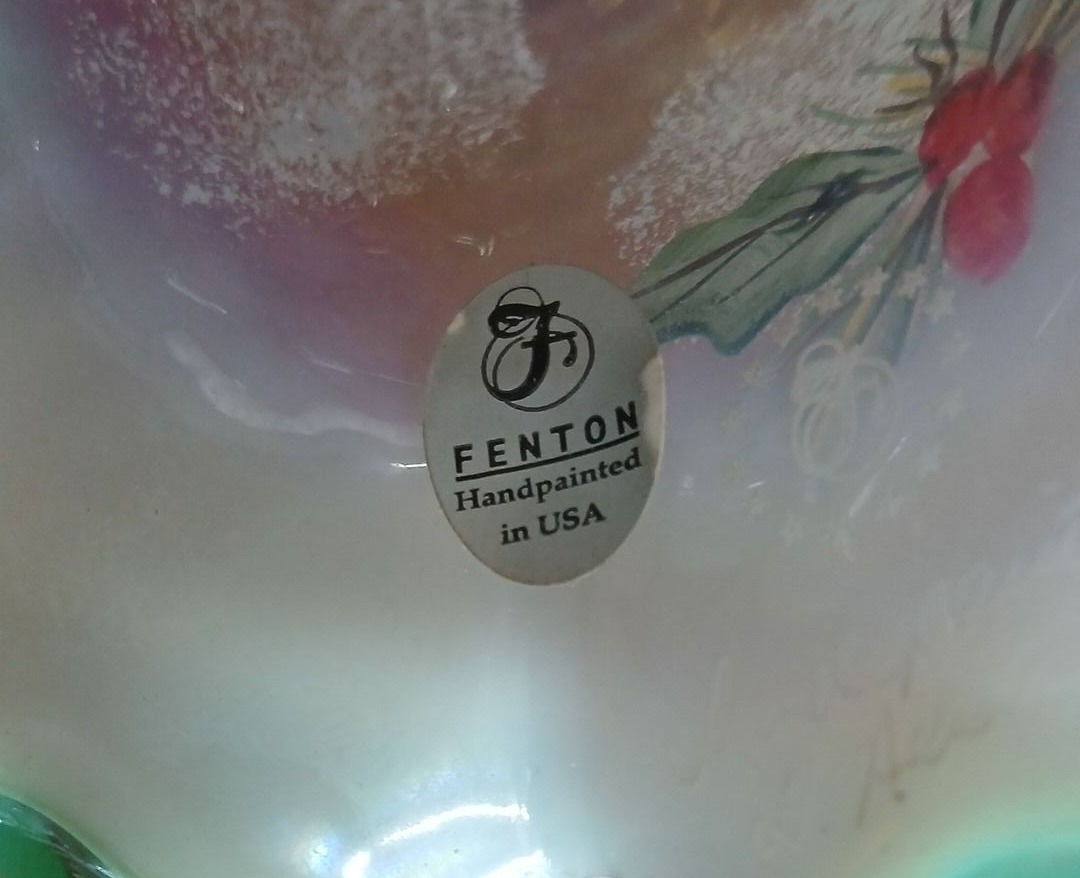 F
FENTON
Handpainted
in USA